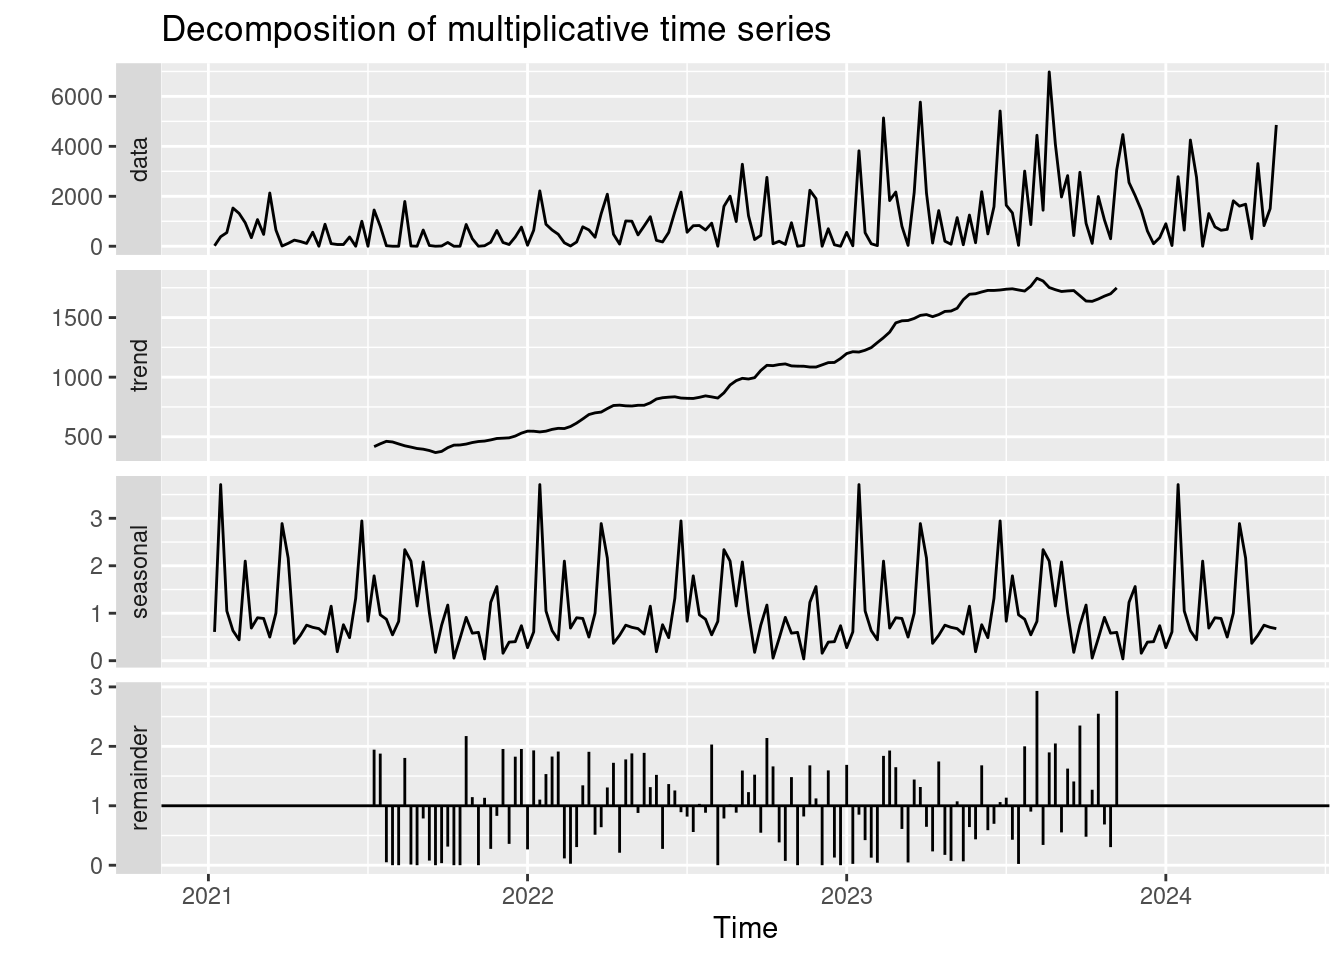 Decomposition of multiplicative time series
6000
4000
2000
0
data
1500
1000
500
trend
3
2
1
0
seasonal
3
2
1
0
remainder
2021 2022 2023 2024
Time